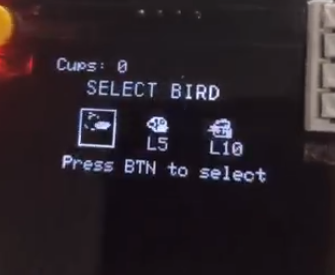 Cups: 0
SELECT BIRD
L5 L10
Press BTN to select